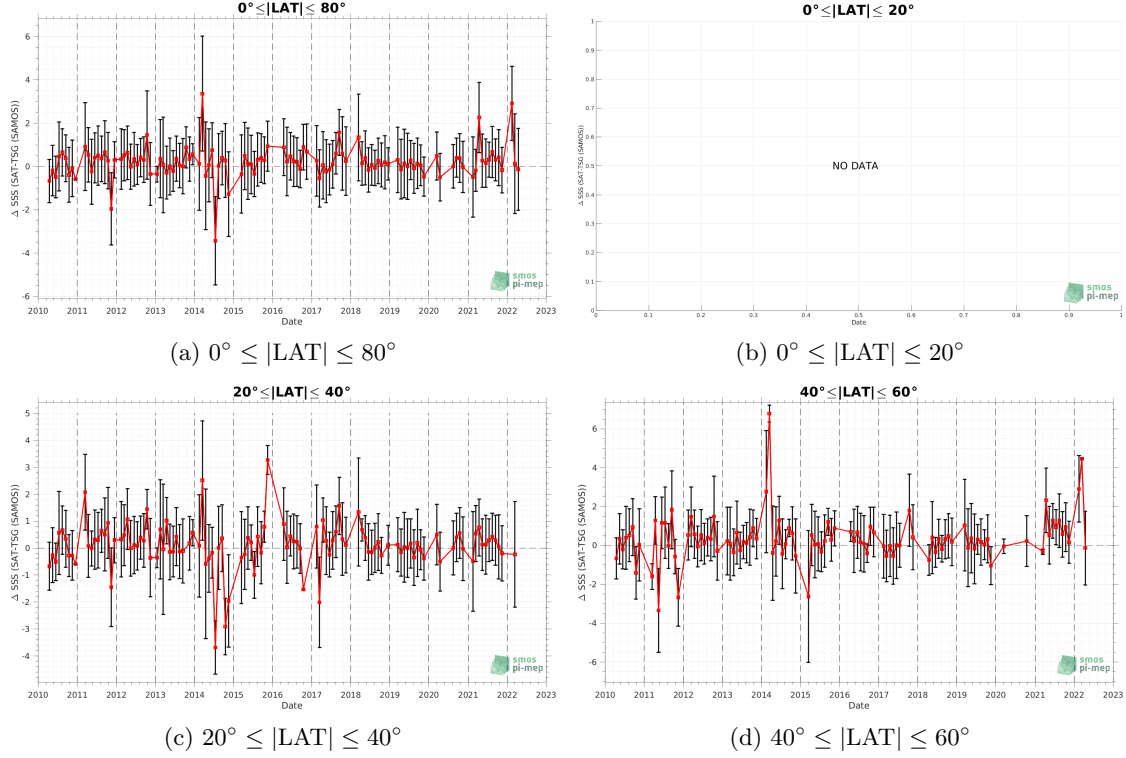 0°≤|LAT|≤ 80°
Δ SSS (SAT-TSG (SAMOS))
6
4
2
0
-2
-4
-6
2010 2011 2012 2013 2014 2015 2016 2017 2018 2019 2020 2021 2022 2023
Date
smos
pi-mep
(a) 0° ≤ |LAT| ≤ 80°
0°≤|LAT|≤ 20°
Δ SSS (SAT-TSG (SAMOS))
1
0.9
0.8
0.7
0.6
0.5
0.4
0.3
0.2
0.1
0
NO DATA
0 0.1 0.2 0.3 0.4 0.5 0.6 0.7 0.8 0.9 1
Date
smos
pi-mep
(b) 0° ≤ |LAT| ≤ 20°
20°≤|LAT|≤ 40°
Δ SSS (SAT-TSG (SAMOS))
5
4
3
2
1
0
-1
-2
-3
-4
2010 2011 2012 2013 2014 2015 2016 2017 2018 2019 2020 2021 2022 2023
Date
smos
pi-mep
(c) 20° ≤ |LAT| ≤ 40°
40°≤|LAT|≤ 60°
Δ SSS (SAT-TSG (SAMOS))
6
4
2
0
-2
-4
-6
2010 2011 2012 2013 2014 2015 2016 2017 2018 2019 2020 2021 2022 2023
Date
smos
pi-mep
(d) 40° ≤ |LAT| ≤ 60°